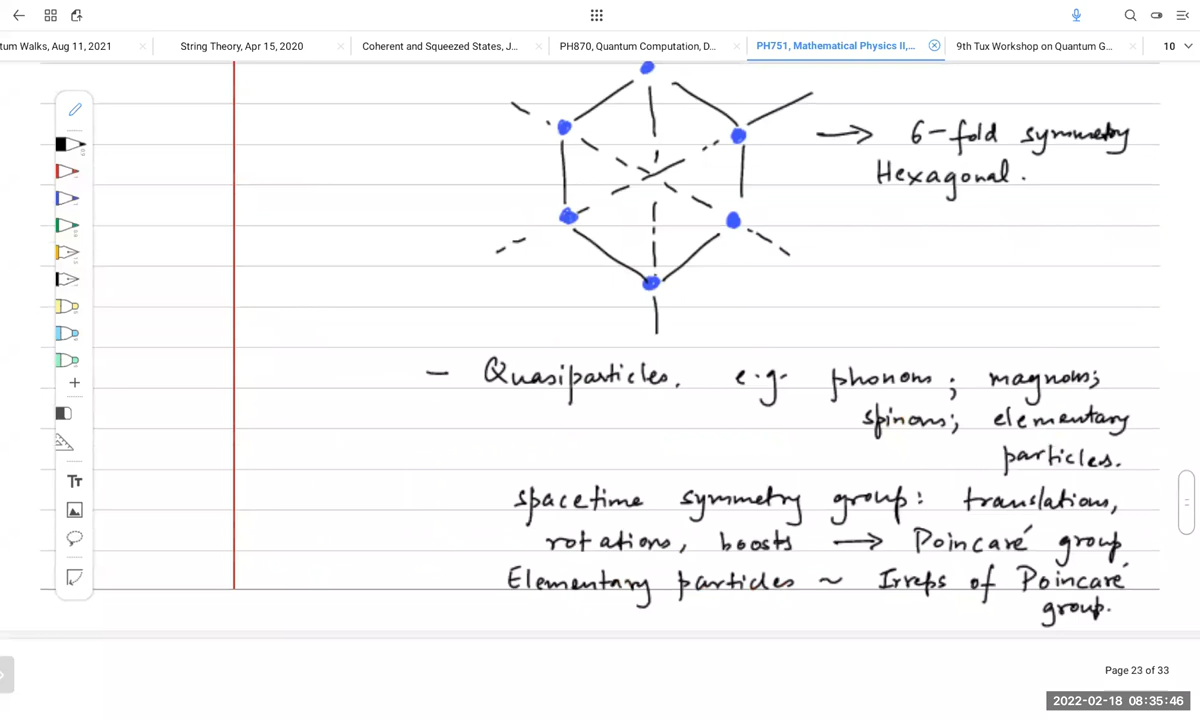 tum Walks, Aug 11, 2021
String Theory, Apr 15, 2020
Coherent and Squeezed States, J...
PH870, Quantum Computation, D...
PH751, Mathematical Physics II,...
9th Tux Workshop on Quantum G...
10
→ 6-fold symmetry
Hexagonal.
- Quasiparticles. e.g. phonons; magnons;
spinons; elementary
particles.
spacetime symmetry group: translations,
rotations, boosts → Poincaré group
Elementary particles ~ Irreps of Poincaré
group.
Tт
Page 23 of 33
2022-02-18 08:35:46